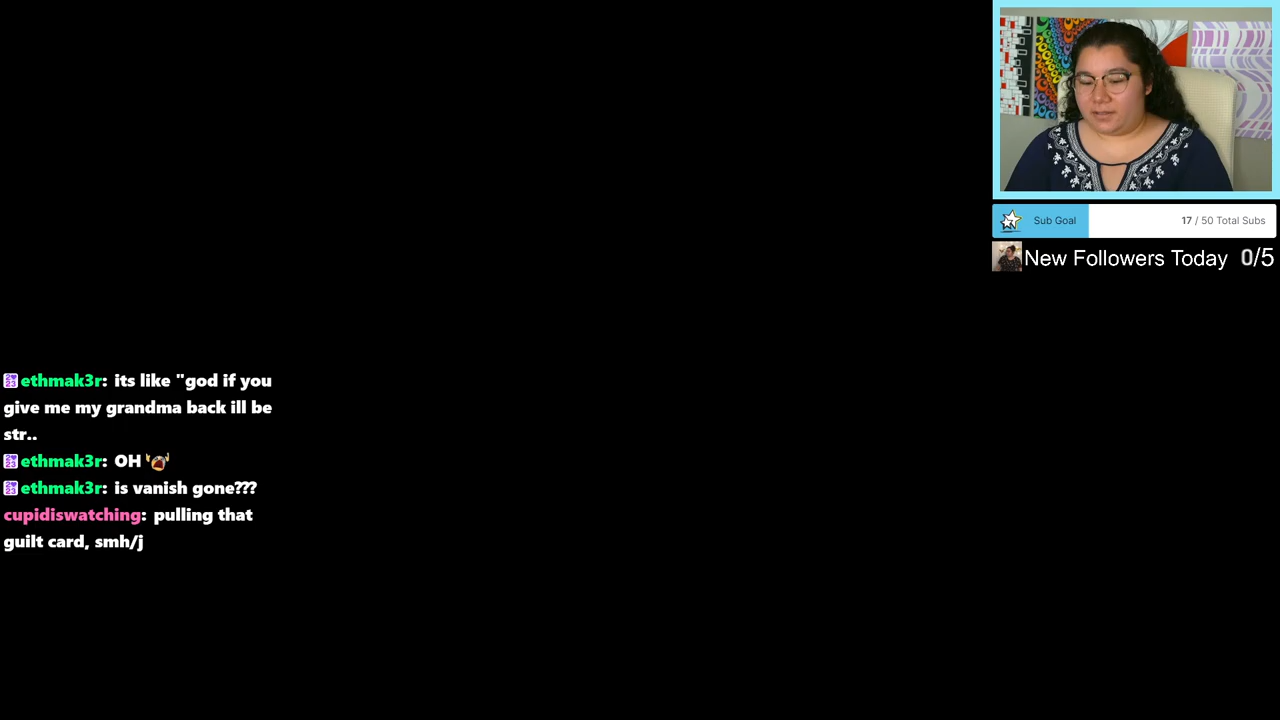 Sub Goal 17 / 50 Total Subs
New Followers Today 0/5
ethmak3r: its like "god if you
give me my grandma back ill be
str..
ethmak3r: OH
ethmak3r: is vanish gone???
cupidiswatching: pulling that
guilt card, smh/j